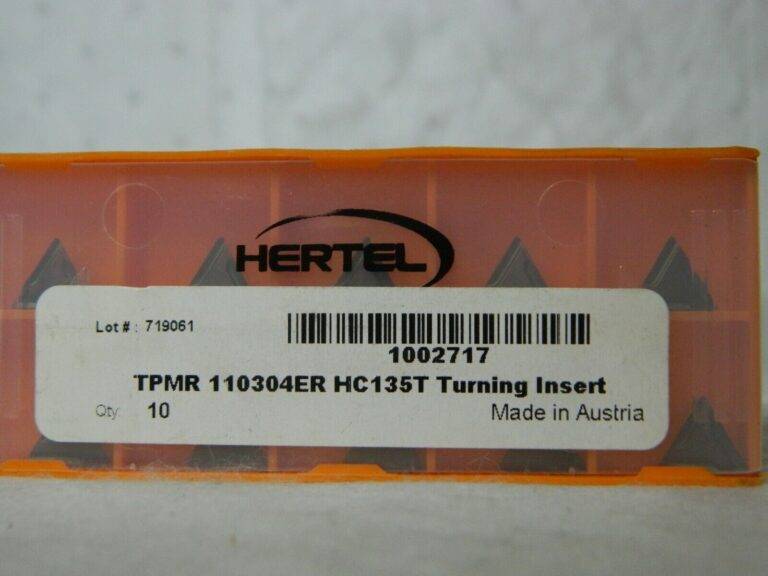 HERTEL
Lot # : 719061
1002717
TPMR 110304ER HC135T Turning Insert
Qty: 10 Made in Austria